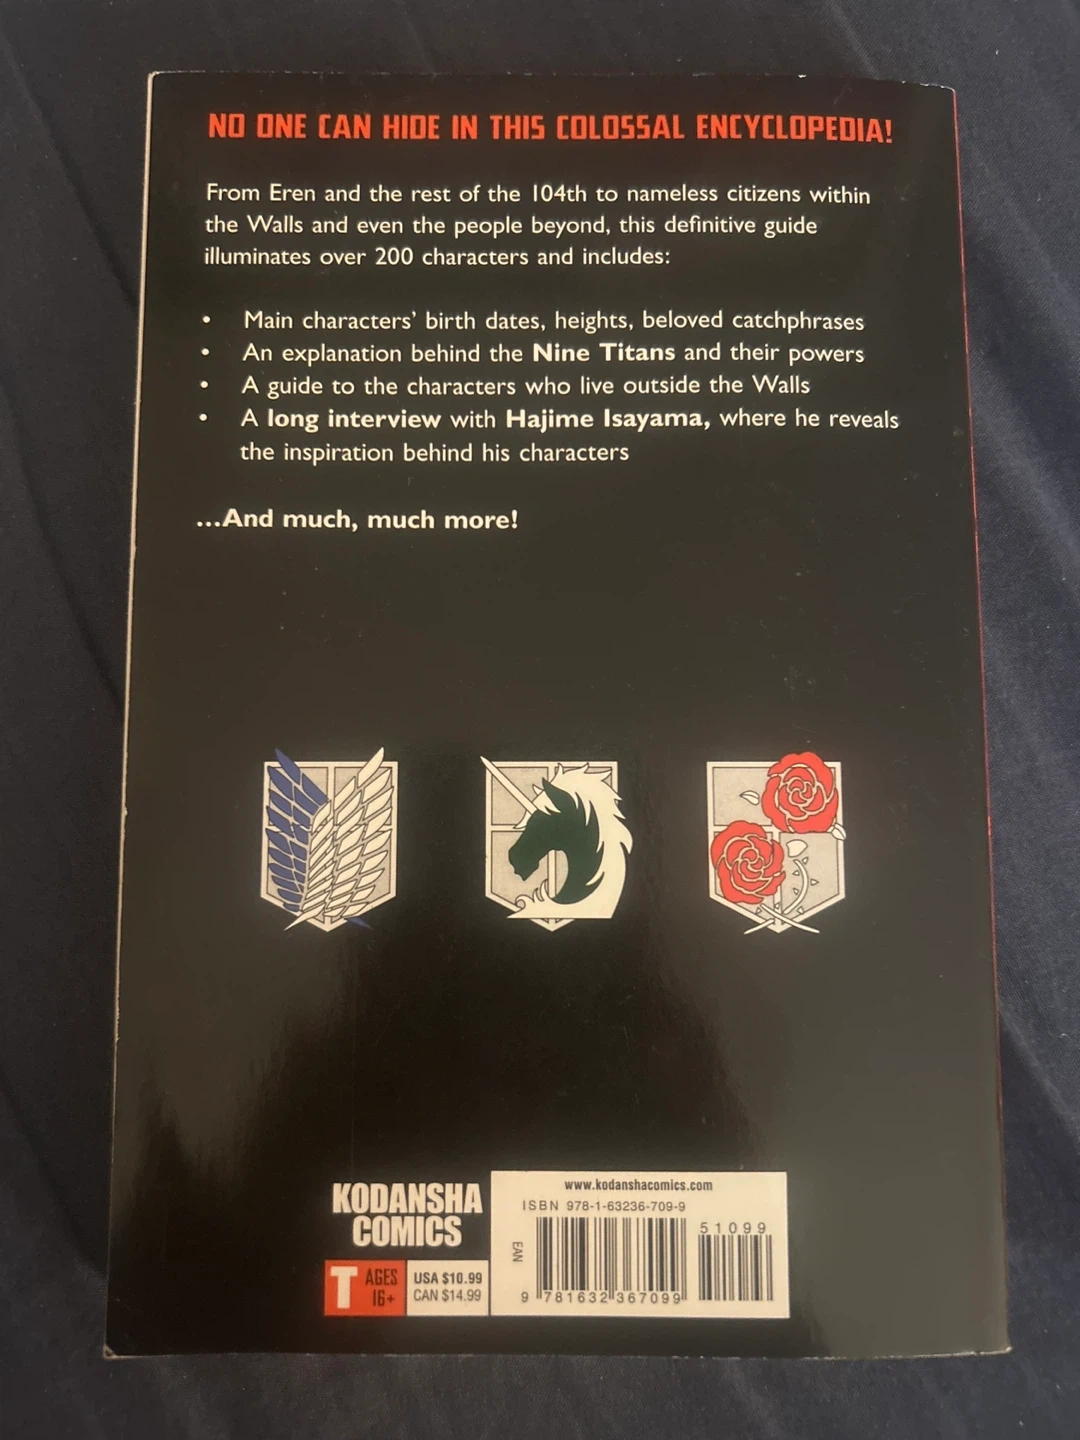 NO ONE CAN HIDE IN THIS COLOSSAL ENCYCLOPEDIA!
From Eren and the rest of the 104th to nameless citizens within
the Walls and even the people beyond, this definitive guide
illuminates over 200 characters and includes:
• Main characters' birth dates, heights, beloved catchphrases
• An explanation behind the Nine Titans and their powers
• A guide to the characters who live outside the Walls
• A long interview with Hajime Isayama, where he reveals
the inspiration behind his characters
...And much, much more!
KODANSHA
COMICS
T AGES
16+
USA $10.99
CAN $14.99
www.kodanshacomics.com
ISBN 978-1-63236-709-9
51099
EAN
9 781632 367099